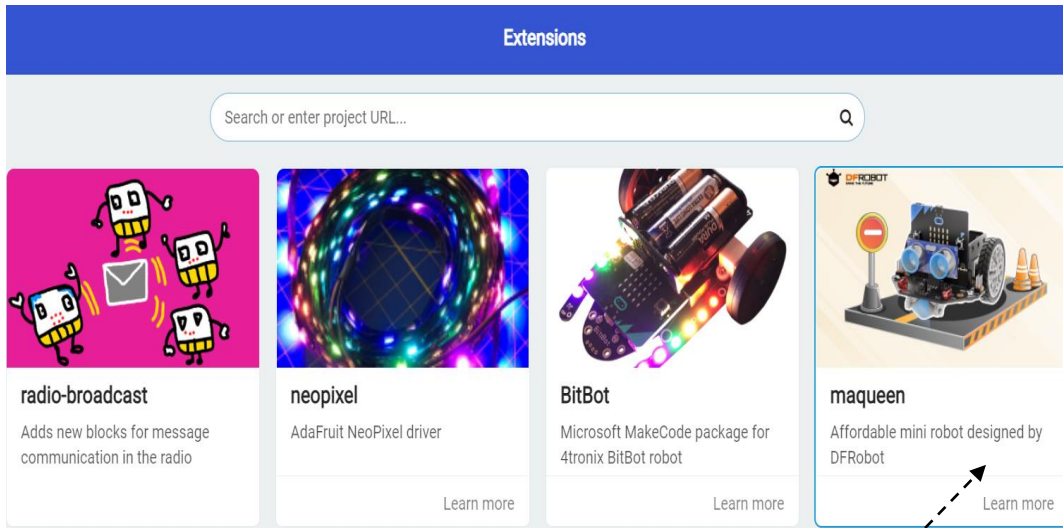 Extensions
Search or enter project URL...
DFROBOT
radio-broadcast
Adds new blocks for message
communication in the radio
neopixel
AdaFruit NeoPixel driver
Learn more
BitBot
Microsoft MakeCode package for
4tronix BitBot robot
Learn more
maqueen
Affordable mini robot designed by
DFRobot
Learn more